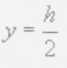 y = h/2